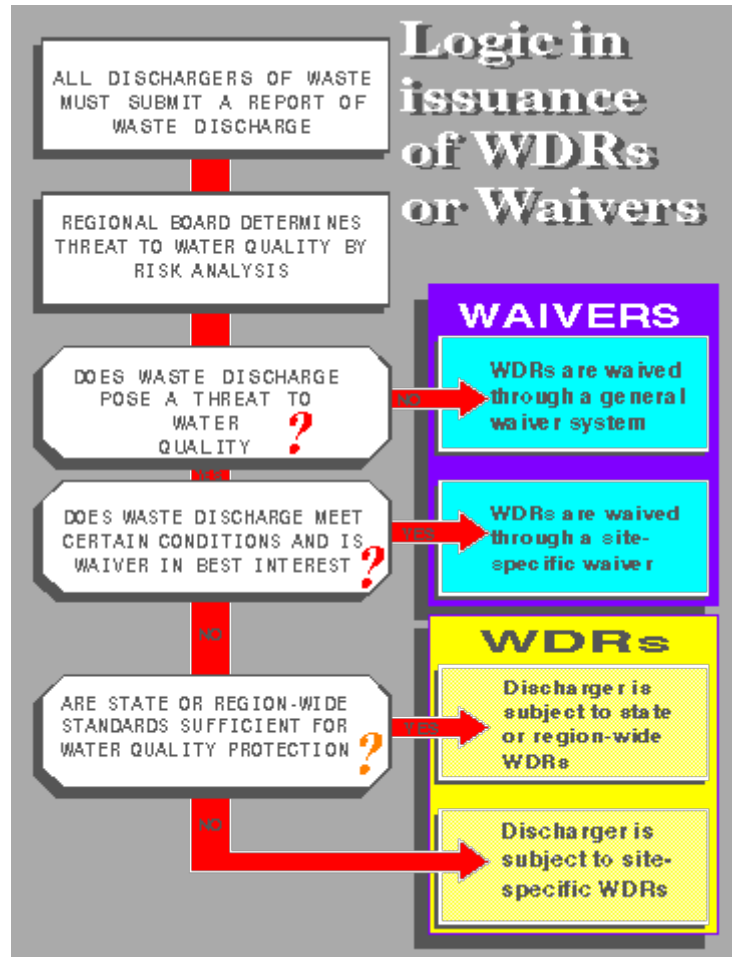 Logic in
issuance
of WDRs
or Waivers
ALL DISCHARGERS OF WASTE
MUST SUBMIT A REPORT OF
WASTE DISCHARGE
REGIONAL BOARD DETERMINES
THREAT TO WATER QUALITY BY
RISK ANALYSIS
DOES WASTE DISCHARGE
POSE A THREAT TO
WATER
QUALITY ?
NO
WAIVERS
WDRs are waived
through a general
waiver system
DOES WASTE DISCHARGE MEET
CERTAIN CONDITIONS AND IS
WAIVER IN BEST INTEREST ?
YES
WDRs are waived
through a site-
specific waiver
NO
WDRs
ARE STATE OR REGION-WIDE
STANDARDS SUFFICIENT FOR
WATER QUALITY PROTECTION ?
YES
Discharger is
subject to state
or region-wide
WDRs
NO
Discharger is
subject to site-
specific WDRs